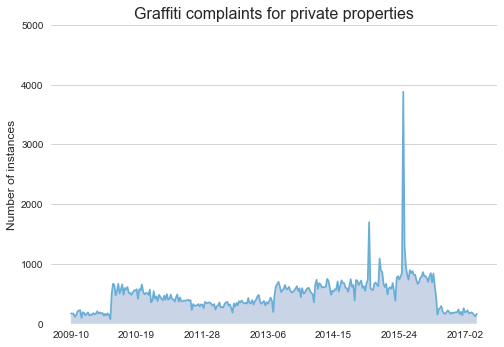 Graffiti complaints for private properties
5000
4000
3000
2000
1000
0
Number of instances
2009-10 2010-19 2011-28 2013-06 2014-15 2015-24 2017-02